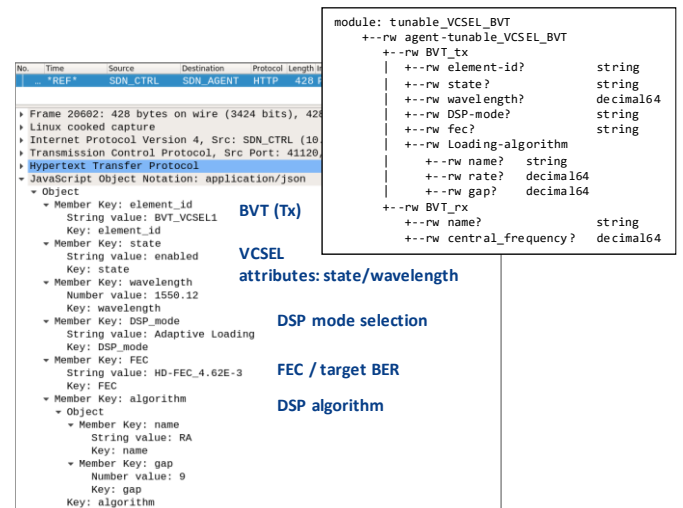 module: tunable_VCSEL_BVT
+--rw agent-tunable_VCSEL_BVT
+--rw BVT_tx
| +--rw element-id? string
| +--rw state? string
| +--rw wavelength? decimal64
| +--rw DSP-mode? string
| +--rw fec? string
| +--rw Loading-algorithm
| +--rw name? string
| +--rw rate? decimal64
| +--rw gap? decimal64
+--rw BVT_rx
+--rw name? string
+--rw central_frequency? decimal64
No. Time Source Destination Protocol Length
... *REF* SDN_CTRL SDN_AGENT HTTP 428
Frame 20602: 428 bytes on wire (3424 bits), 428
Linux cooked capture
Internet Protocol Version 4, Src: SDN_CTRL (10.
Transmission Control Protocol, Src Port: 41120,
Hypertext Transfer Protocol
JavaScript Object Notation: application/json
Object
Member Key: element_id
String value: BVT_VCSEL1
Key: element_id
BVT (Tx)
Member Key: state
String value: enabled
Key: state
VCSEL
attributes: state/wavelength
Member Key: wavelength
Number value: 1550.12
Key: wavelength
Member Key: DSP_mode
String value: Adaptive Loading
Key: DSP_mode
DSP mode selection
Member Key: FEC
String value: HD-FEC_4.62E-3
Key: FEC
FEC / target BER
Member Key: algorithm
DSP algorithm
Object
Member Key: name
String value: RA
Key: name
Member Key: gap
Number value: 9
Key: gap
Key: algorithm